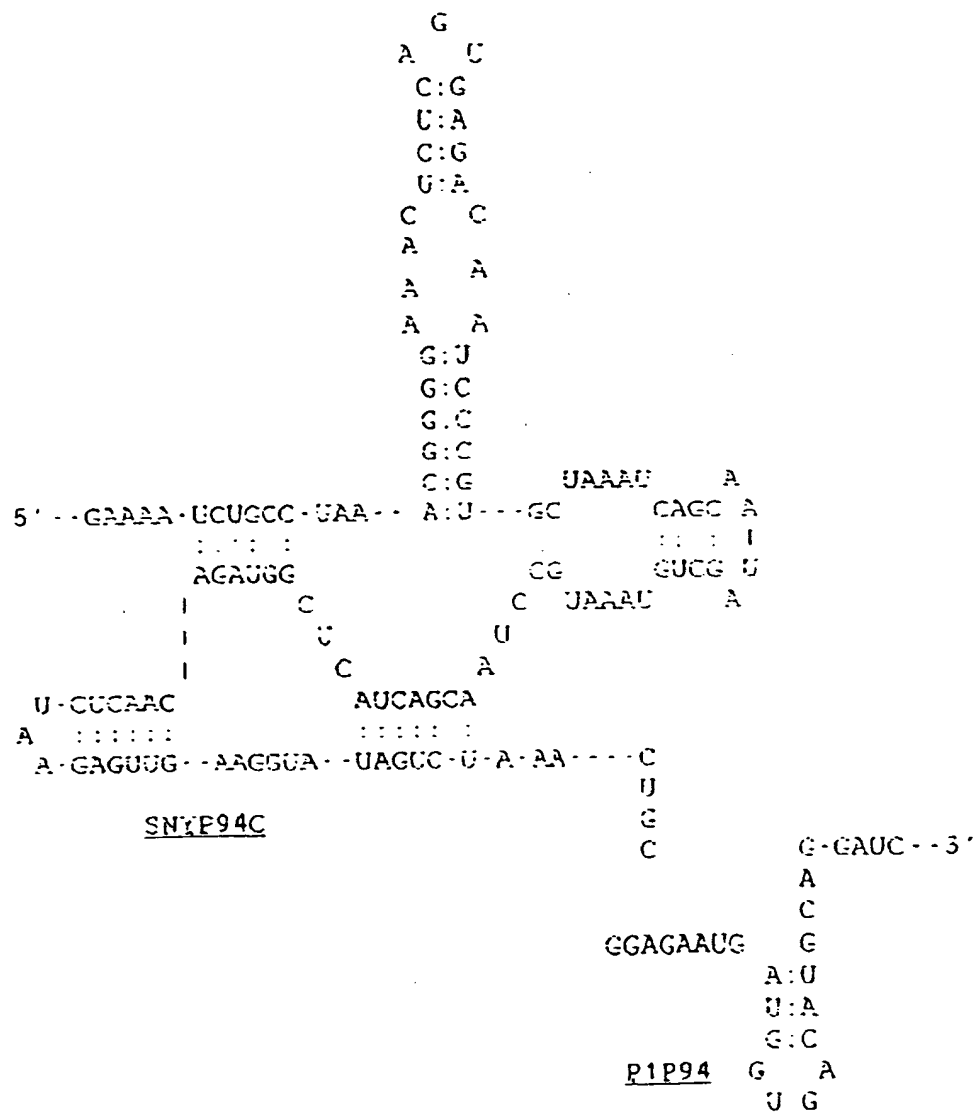 G
A U
C:G
U:A
C:G
U:A
C C
A
A A
A A
G:U
G:C
G.C
G:C
C:G
UAAAU A
5'--GAAAA-UCUGCC-UAA--A-U---GC CAGC A
AGAUGG CG GUCG U
C C UAAAU A
U U
C A
U-CUCAAC AUCAGCA
A
A-GAGUUG--AAGGUA--UAGUC-U-A-AA----C
U
SNYP94C G
C G-GAUC--3'
A
C
GGAGAAUG G
A:U
U:A
G:C
P1P94 G A
U G